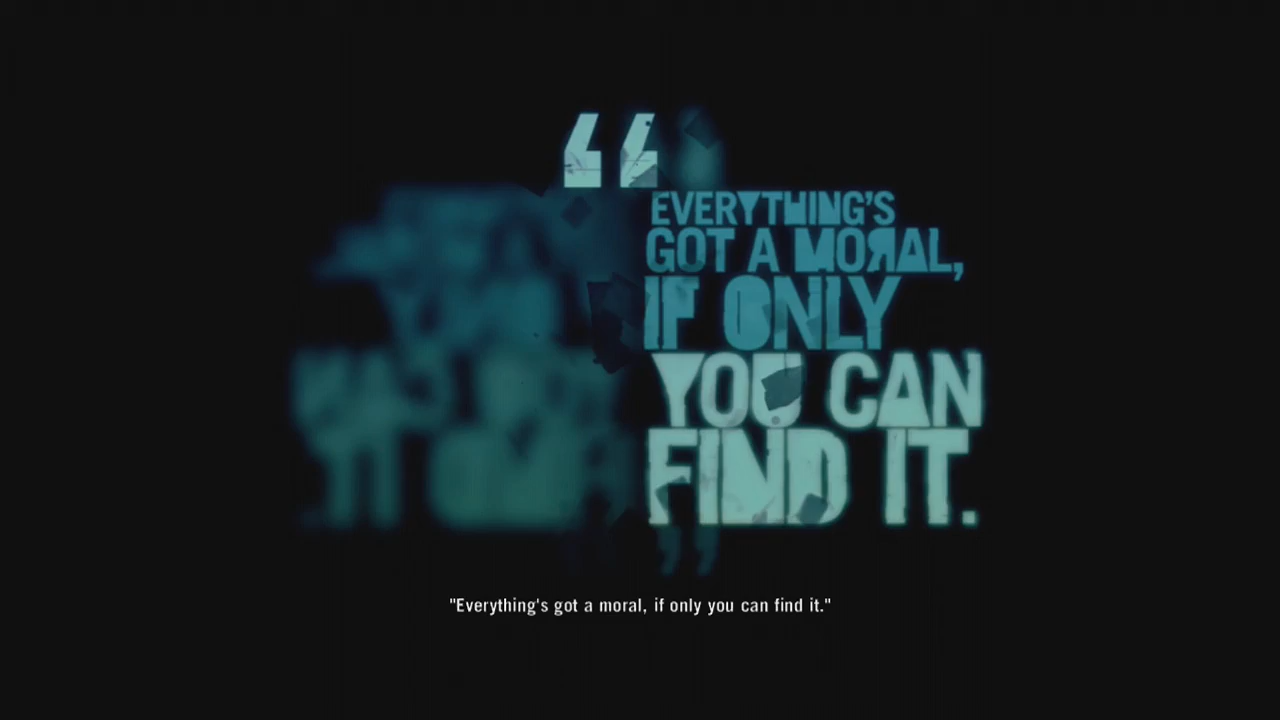 “
EVERYTHING'S
GOT A MORAL,
IF ONLY
YOU CAN
FIND IT.
”
"Everything's got a moral, if only you can find it."